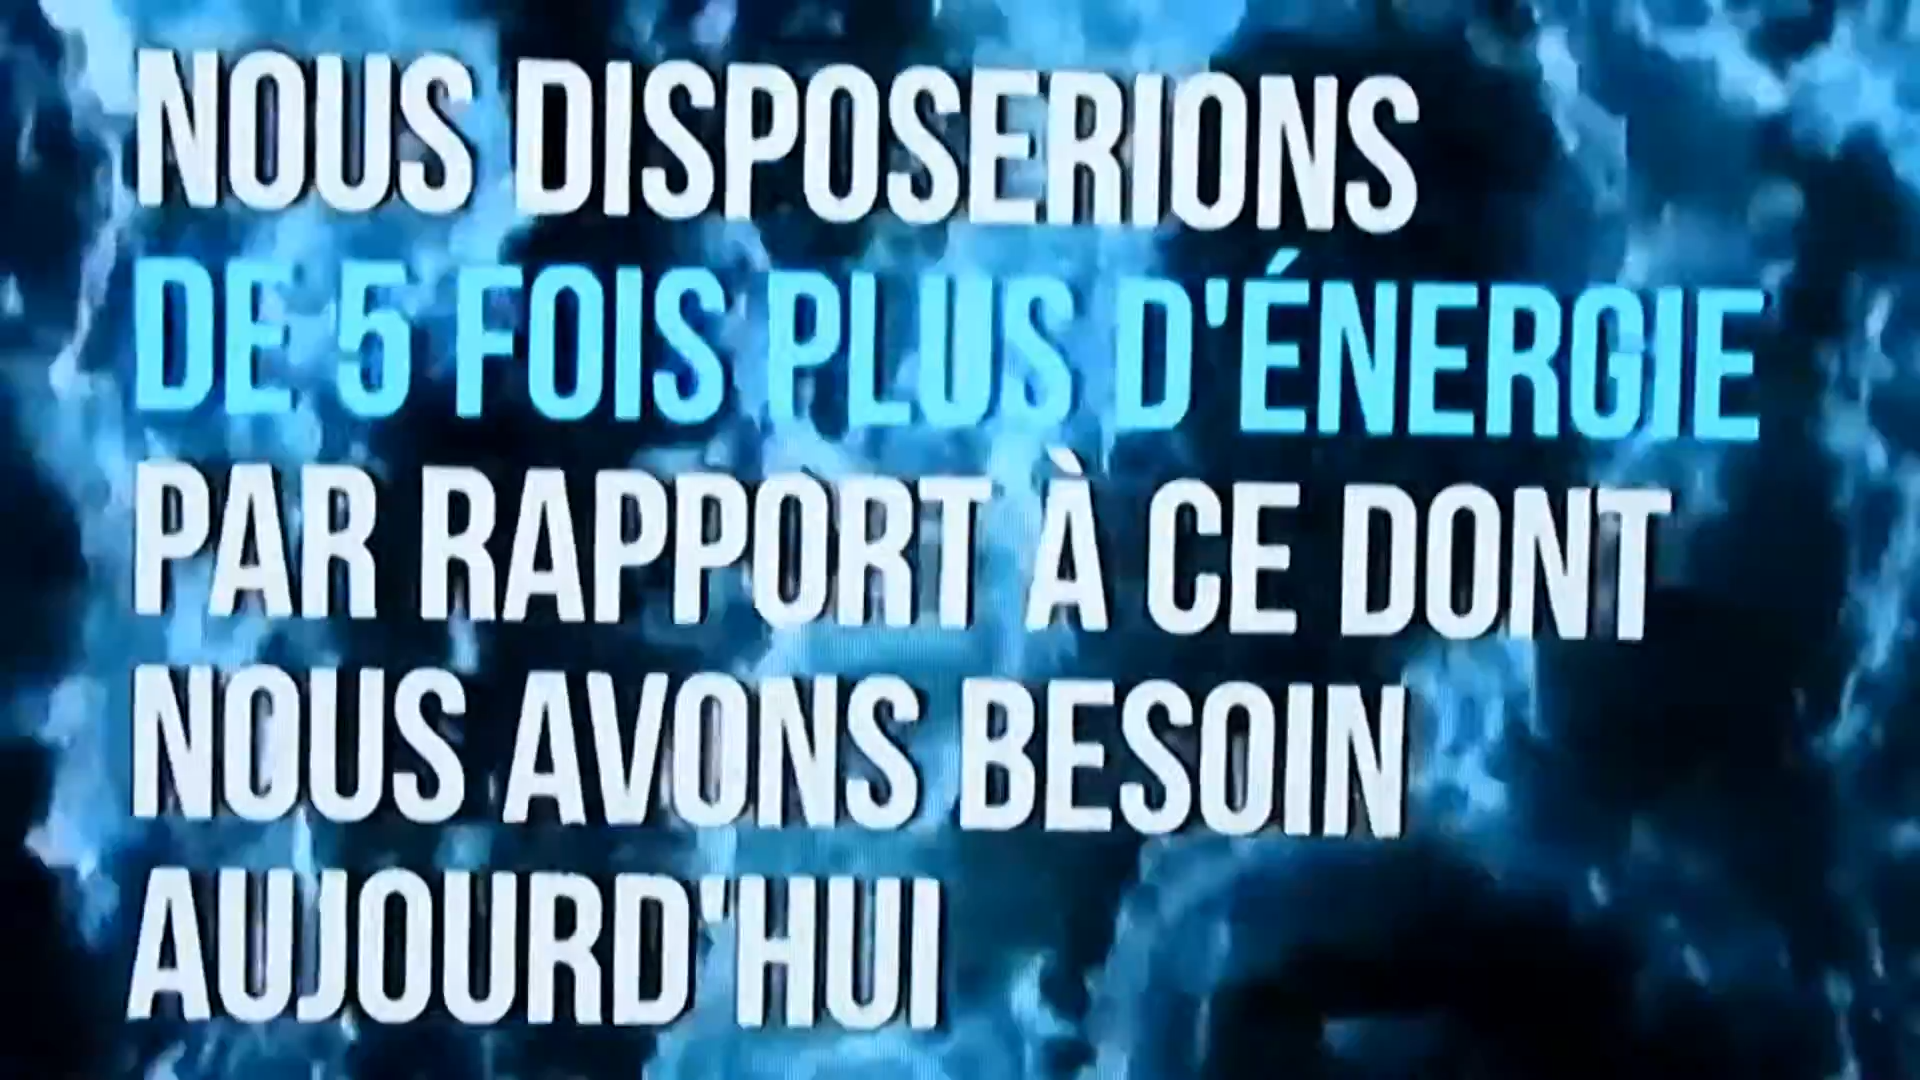 NOUS DISPOSERIONS
DE 5 FOIS PLUS D'ÉNERGIE
PAR RAPPORT À CE DONT
NOUS AVONS BESOIN
AUJOURD'HUI